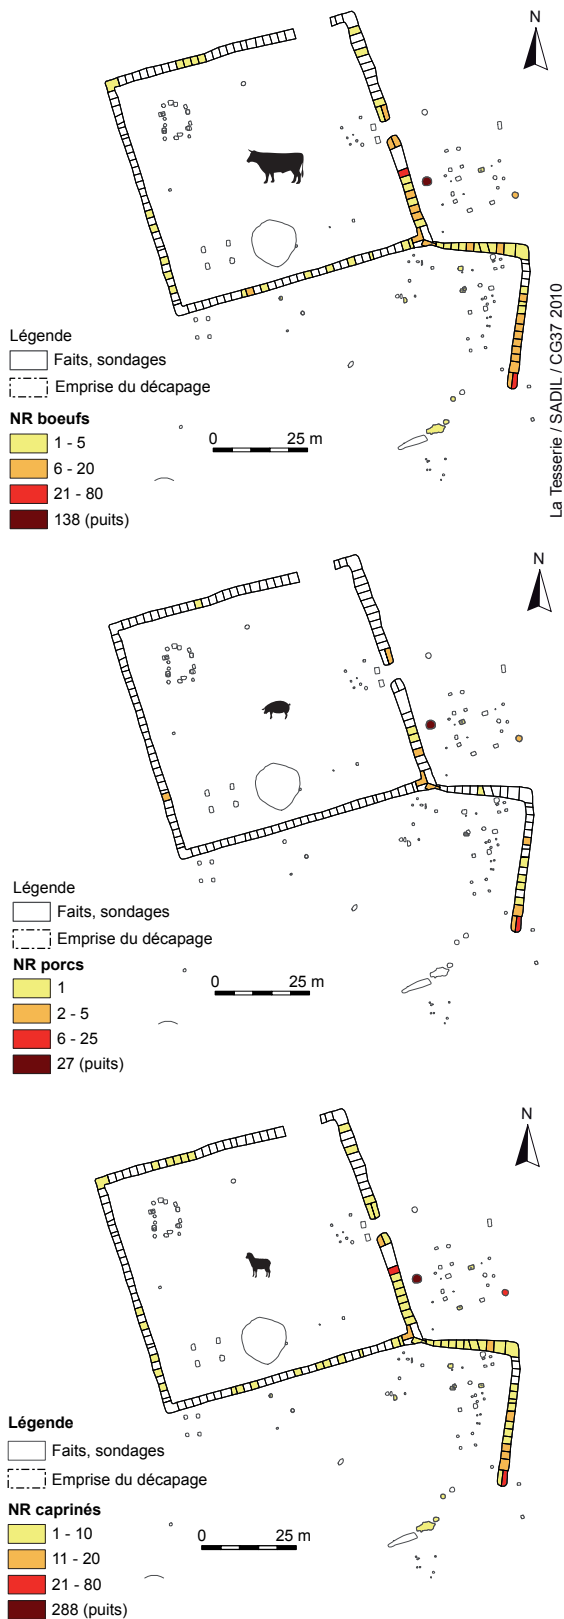 N
Légende
Faits, sondages
Emprise du décapage
NR boeufs
1 - 5
6 - 20
21 - 80
138 (puits)
0 25 m
La Tesserie / SADIL / CG37 2010
N
Légende
Faits, sondages
Emprise du décapage
NR porcs
1
2 - 5
6 - 25
27 (puits)
0 25 m
N
Légende
Faits, sondages
Emprise du décapage
NR caprinés
1 - 10
11 - 20
21 - 80
288 (puits)
0 25 m